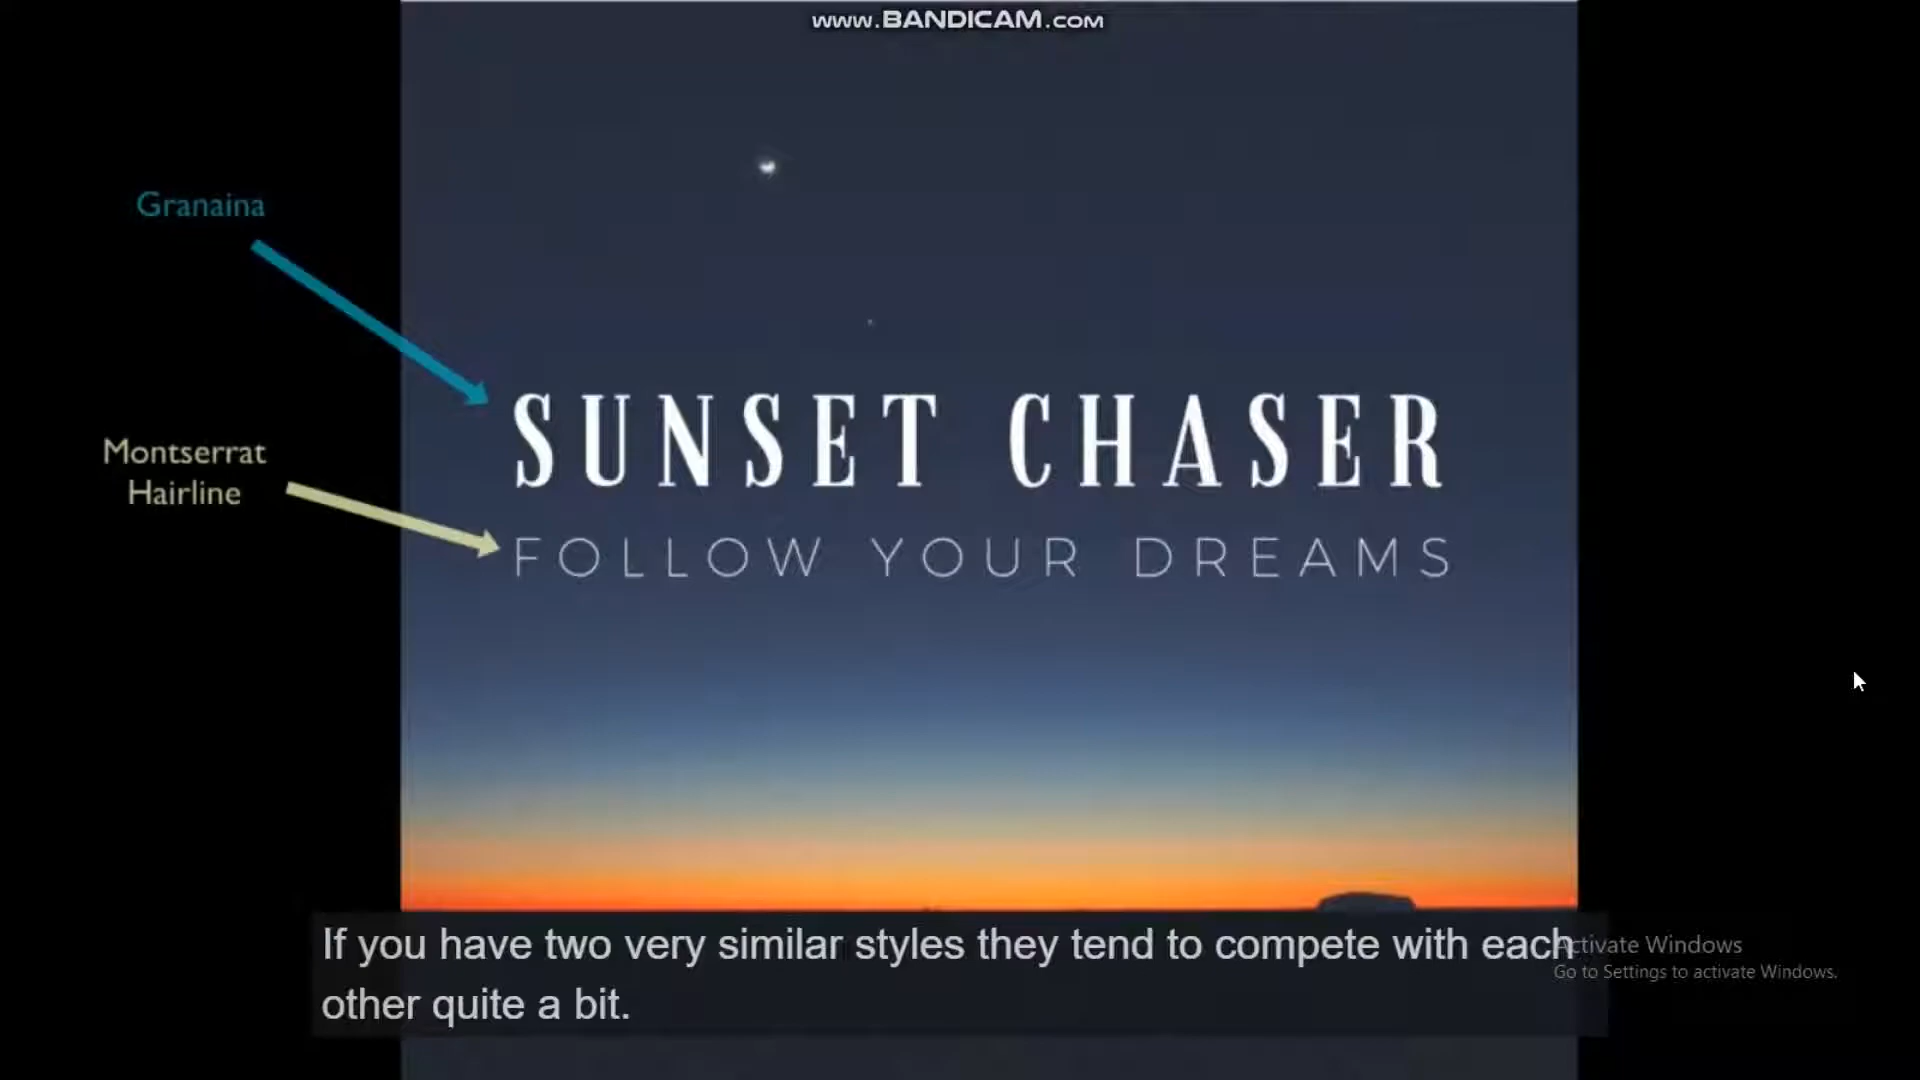 www.BANDICAM.com
Granaina
SUNSET CHASER
Montserrat
Hairline
FOLLOW YOUR DREAMS
If you have two very similar styles they tend to compete with each
other quite a bit.
Activate Windows
Go to Settings to activate Windows.